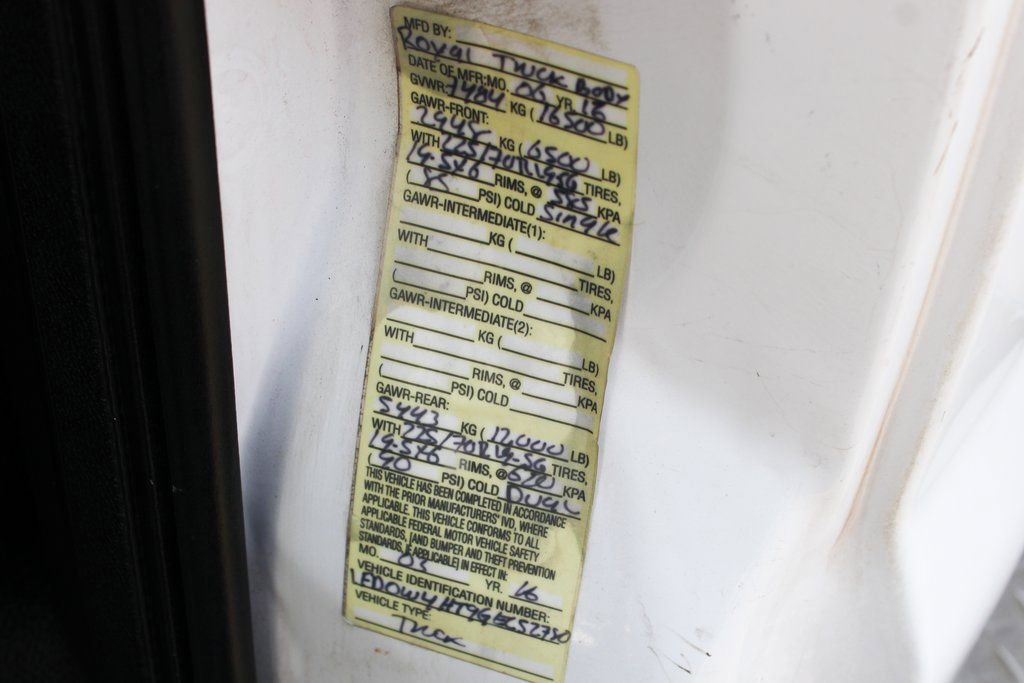 MFD BY:
Royal Truck Body
DATE OF MFR:MO. 06 YR. 16
GVWR: 7484 KG ( 16500 LB)
GAWR-FRONT:
2948 KG ( 6500 LB)
WITH 225/70R19.5G TIRES,
19.5x6 RIMS, @ 585 KPA
( 85 PSI) COLD Single
GAWR-INTERMEDIATE(1):
KG ( LB)
WITH TIRES,
RIMS, @ KPA
( PSI) COLD
GAWR-INTERMEDIATE(2):
KG ( LB)
WITH TIRES,
RIMS, @ KPA
( PSI) COLD
GAWR-REAR:
5443 KG ( 12,000 LB)
WITH 225/70R19.5G TIRES,
19.5x6 RIMS, @ 620 KPA
( 90 PSI) COLD Dual
THIS VEHICLE HAS BEEN COMPLETED IN ACCORDANCE
WITH THE PRIOR MANUFACTURERS' IVD, WHERE
APPLICABLE. THIS VEHICLE CONFORMS TO ALL
APPLICABLE FEDERAL MOTOR VEHICLE SAFETY
STANDARDS, [AND BUMPER AND THEFT PREVENTION
STANDARDS, IF APPLICABLE] IN EFFECT IN:
MO. 03 YR. 16
VEHICLE IDENTIFICATION NUMBER:
VEHICLE TYPE:
Truck